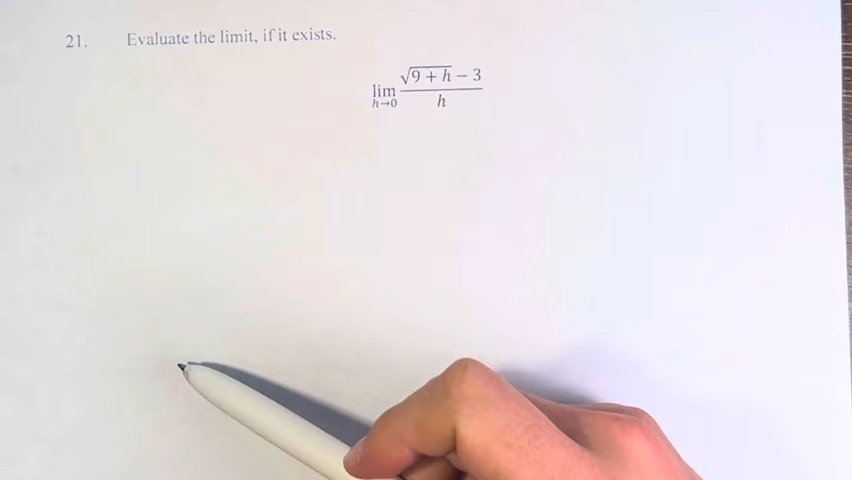 21. Evaluate the limit, if it exists.
lim h→0 (√9 + h − 3)/h